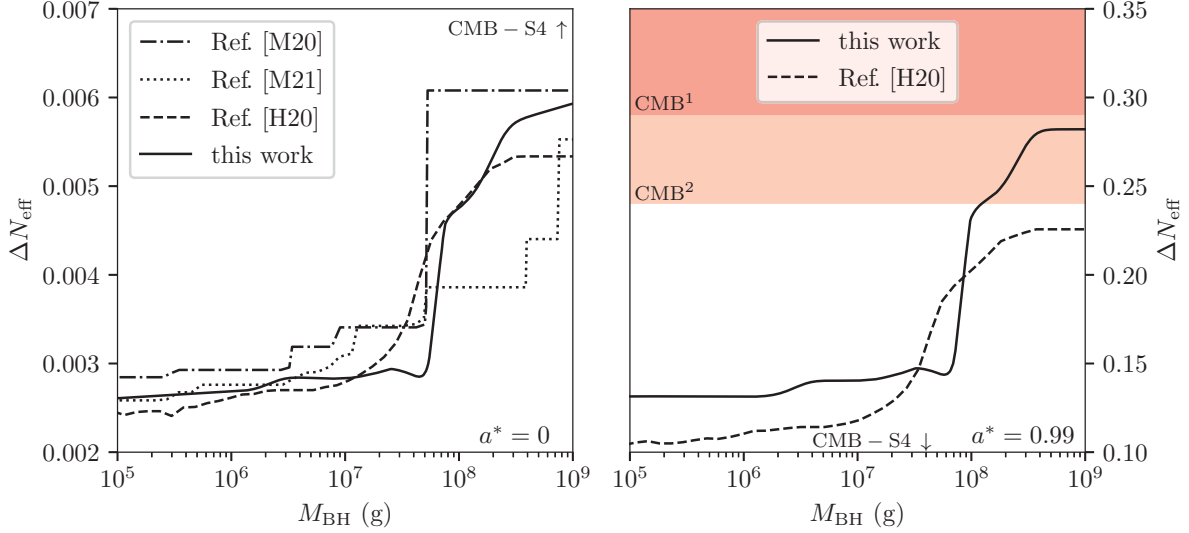 0.007
0.006
0.005
0.004
0.003
0.002
ΔN_eff
Ref. [M20]
Ref. [M21]
Ref. [H20]
this work
CMB − S4 ↑
a* = 0
10^5
10^6
10^7
10^8
10^9
M_BH (g)
this work
Ref. [H20]
CMB^1
CMB^2
CMB − S4 ↓
a* = 0.99
10^5
10^6
10^7
10^8
10^9
M_BH (g)
0.35
0.30
0.25
0.20
0.15
0.10
ΔN_eff